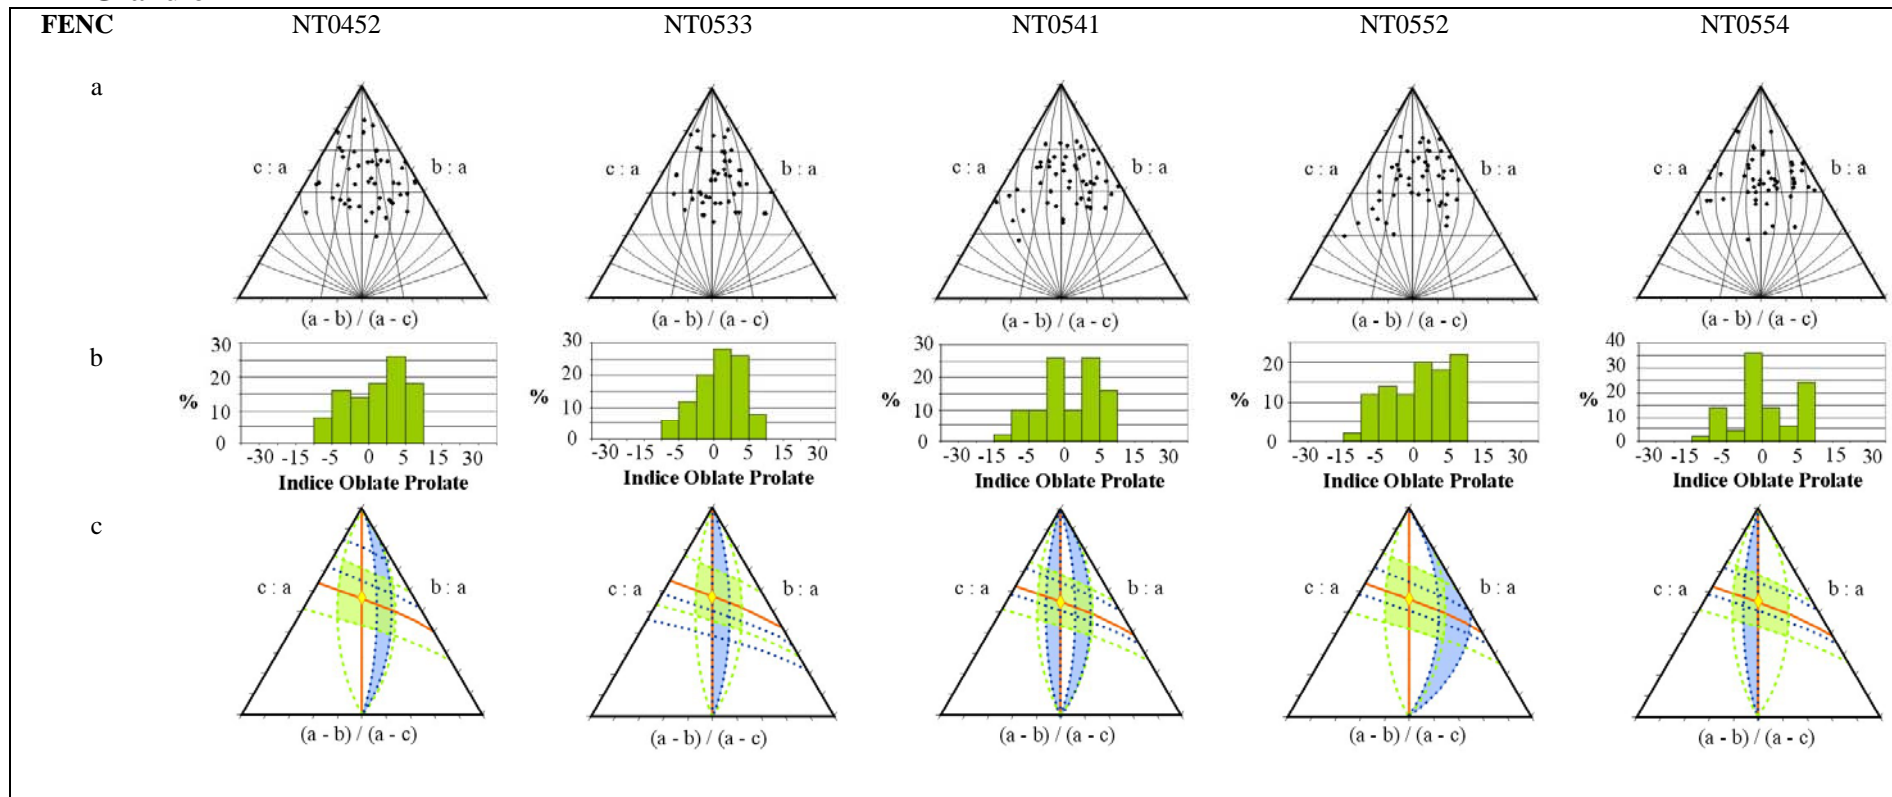 FENC NT0452 NT0533 NT0541 NT0552 NT0554
a
c : a b : a c : a b : a c : a b : a c : a b : a c : a b : a
(a - b) / (a - c) (a - b) / (a - c) (a - b) / (a - c) (a - b) / (a - c) (a - b) / (a - c)
b
% 30 20 10 0
-30 -15 -5 0 5 15 30
Indice Oblate Prolate
% 30 20 10 0
-30 -15 -5 0 5 15 30
Indice Oblate Prolate
% 30 20 10 0
-30 -15 -5 0 5 15 30
Indice Oblate Prolate
% 20 10 0
-30 -15 -5 0 5 15 30
Indice Oblate Prolate
% 40 30 20 10 0
-30 -15 -5 0 5 15 30
Indice Oblate Prolate
c
c : a b : a c : a b : a c : a b : a c : a b : a c : a b : a
(a - b) / (a - c) (a - b) / (a - c) (a - b) / (a - c) (a - b) / (a - c) (a - b) / (a - c)